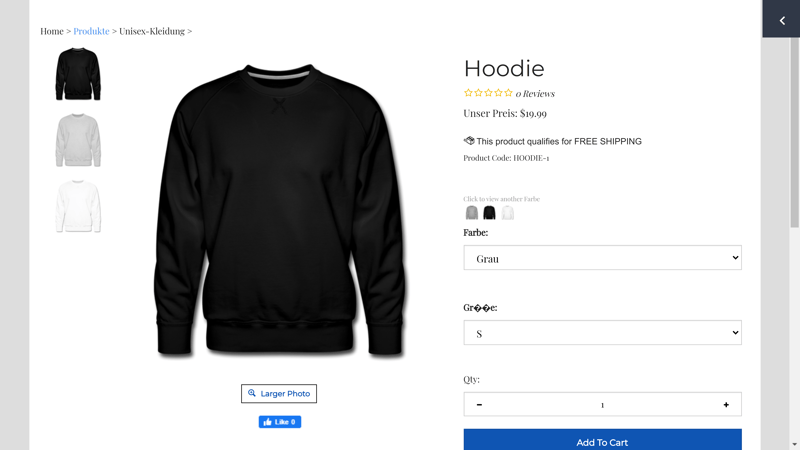 Home > Produkte > Unisex-Kleidung >
Hoodie
0 Reviews
Unser Preis: $19.99
This product qualifies for FREE SHIPPING
Product Code: HOODIE-1
Click to view another Farbe
Farbe:
Grau
Gr��e:
S
Qty:
- 1 +
Add To Cart
Larger Photo
Like 0